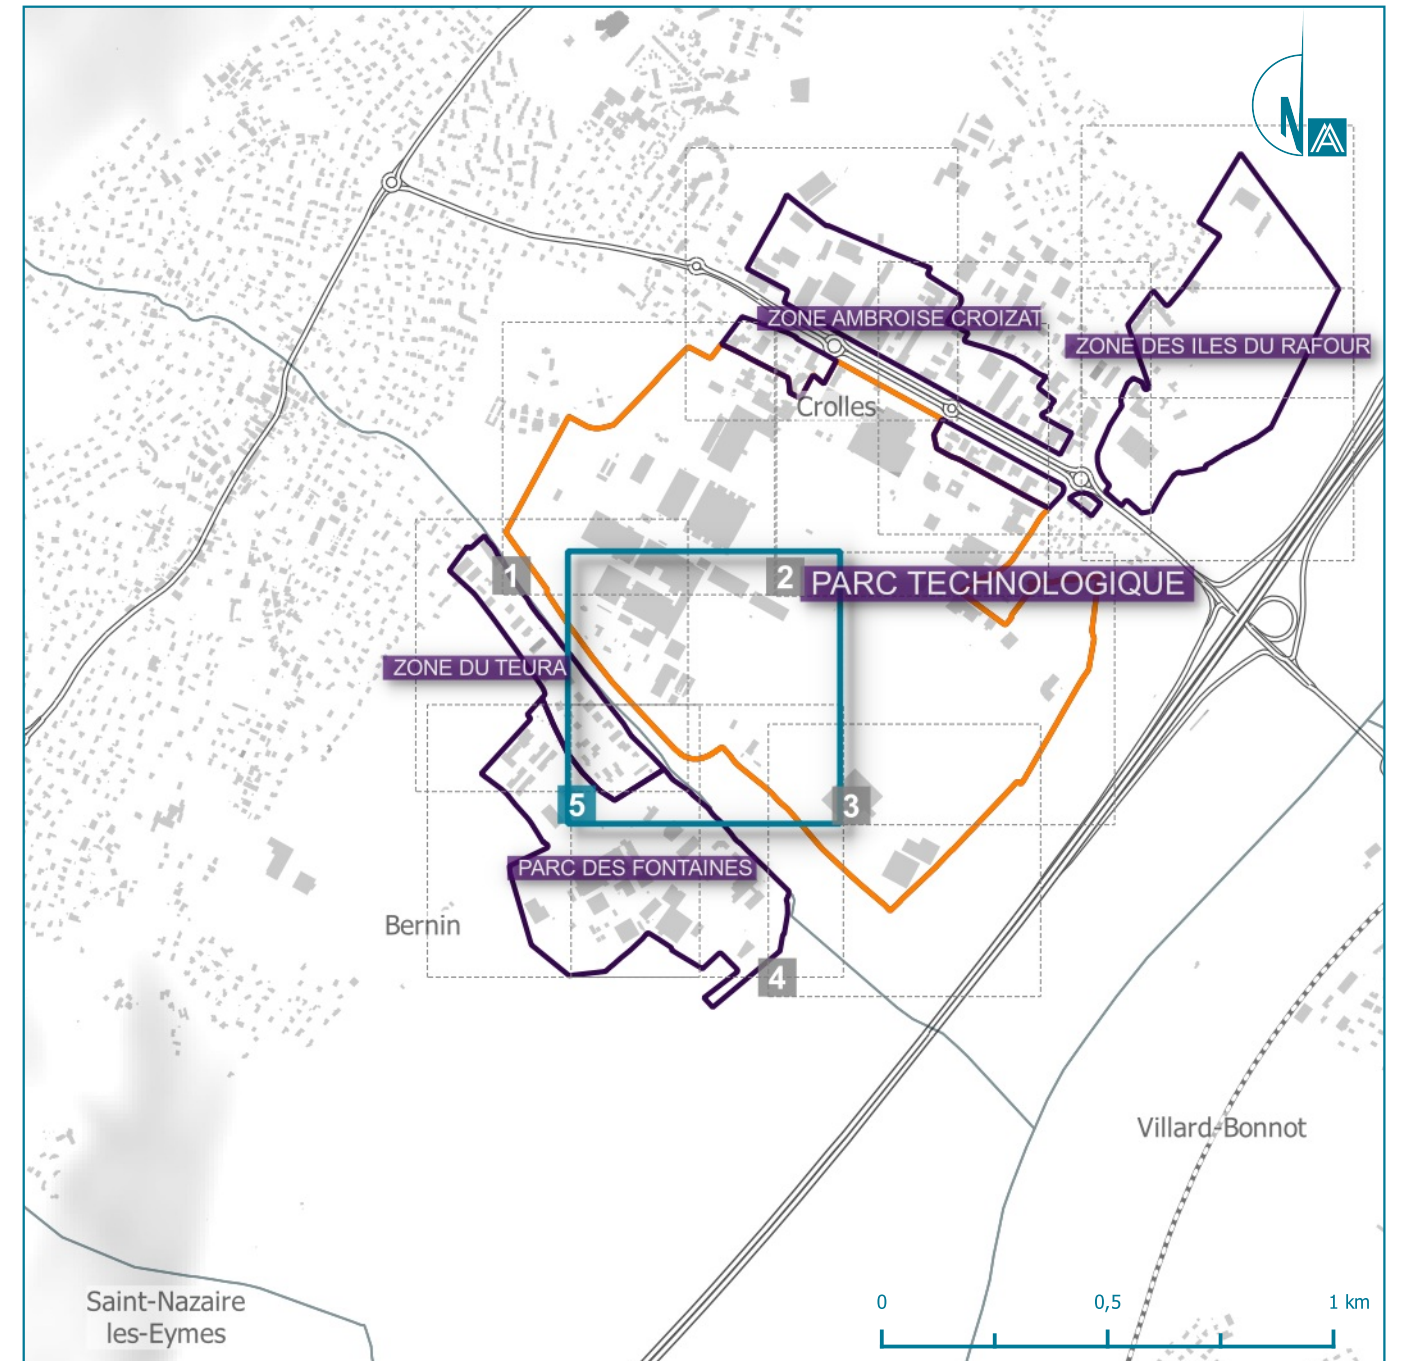 N
ZONE AMBROISE CROIZAT
ZONE DES ILES DU RAFOUR
Crolles
1
2
PARC TECHNOLOGIQUE
ZONE DU TEURA
5
3
PARC DES FONTAINES
Bernin
4
Villard-Bonnot
Saint-Nazaire
les-Eymes
0 0,5 1 km